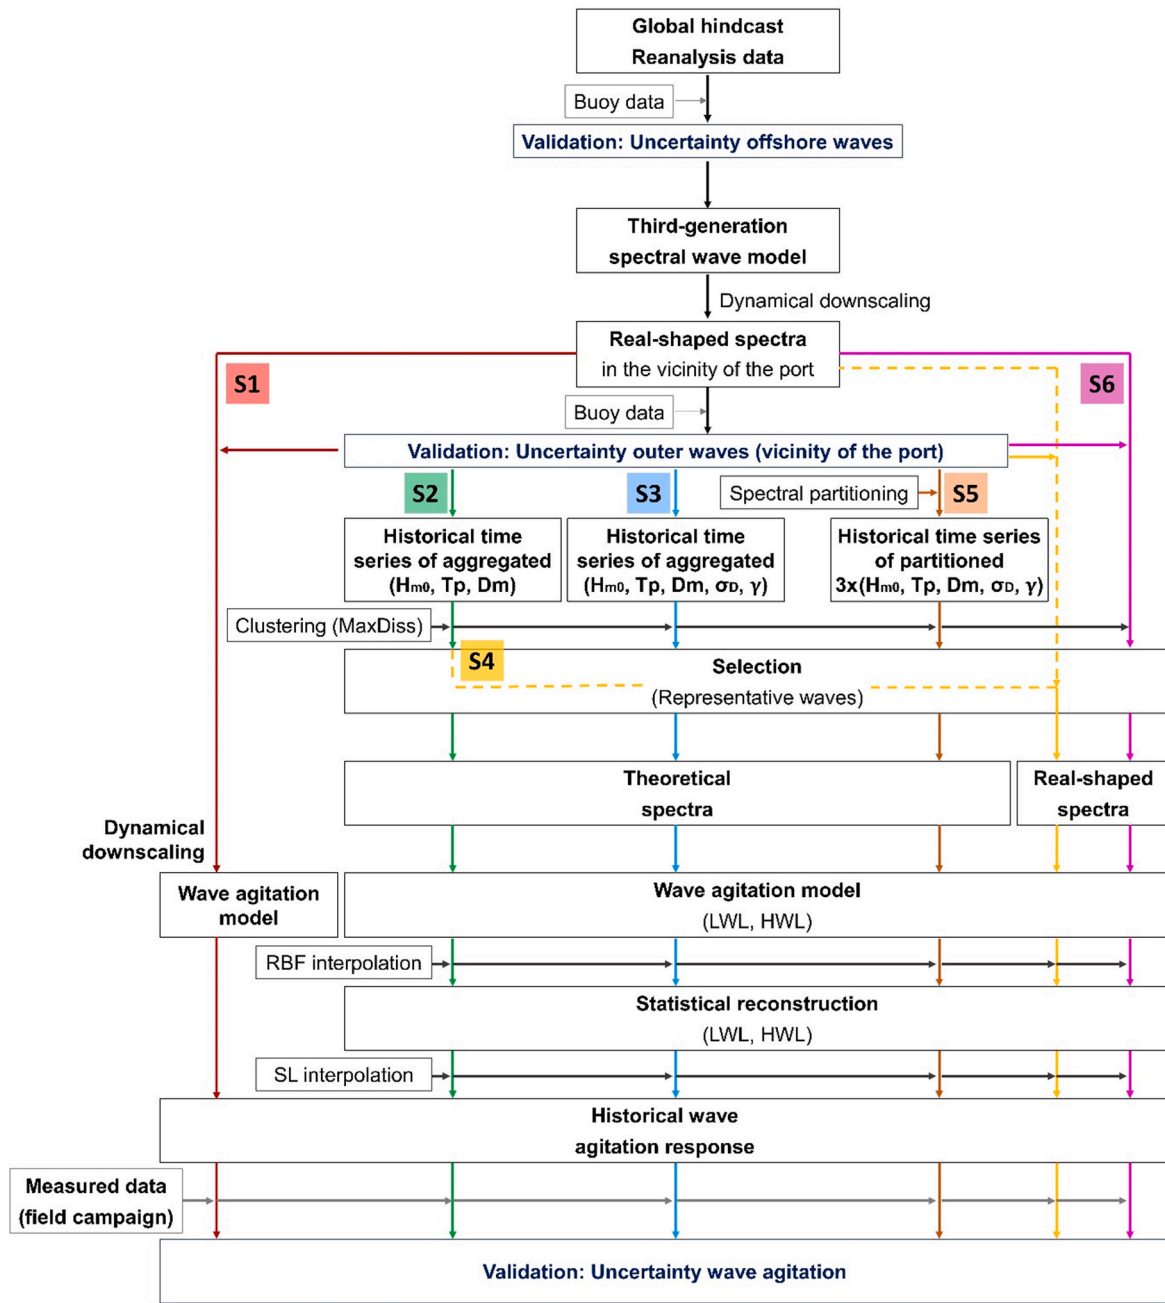 Global hindcast
Reanalysis data
Buoy data
Validation: Uncertainty offshore waves
Third-generation
spectral wave model
Dynamical downscaling
Real-shaped spectra
in the vicinity of the port
S1
S6
Buoy data
Validation: Uncertainty outer waves (vicinity of the port)
S2
S3
Spectral partitioning
S5
Historical time
series of aggregated
(Hm0, Tp, Dm)
Historical time
series of aggregated
(Hm0, Tp, Dm, σD, γ)
Historical time series
of partitioned
3x(Hm0, Tp, Dm, σD, γ)
Clustering (MaxDiss)
S4
Selection
(Representative waves)
Theoretical
spectra
Real-shaped
spectra
Dynamical
downscaling
Wave agitation
model
Wave agitation model
(LWL, HWL)
RBF interpolation
Statistical reconstruction
(LWL, HWL)
SL interpolation
Historical wave
agitation response
Measured data
(field campaign)
Validation: Uncertainty wave agitation